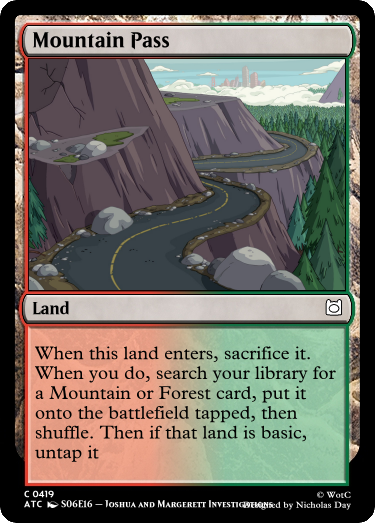 Mountain Pass
Land
When this land enters, sacrifice it.
When you do, search your library for
a Mountain or Forest card, put it
onto the battlefield tapped, then
shuffle. Then if that land is basic,
untap it
C 0419 © WotC
ATC S06E16 – Joshua and Margerett Investigations Designed by Nicholas Day